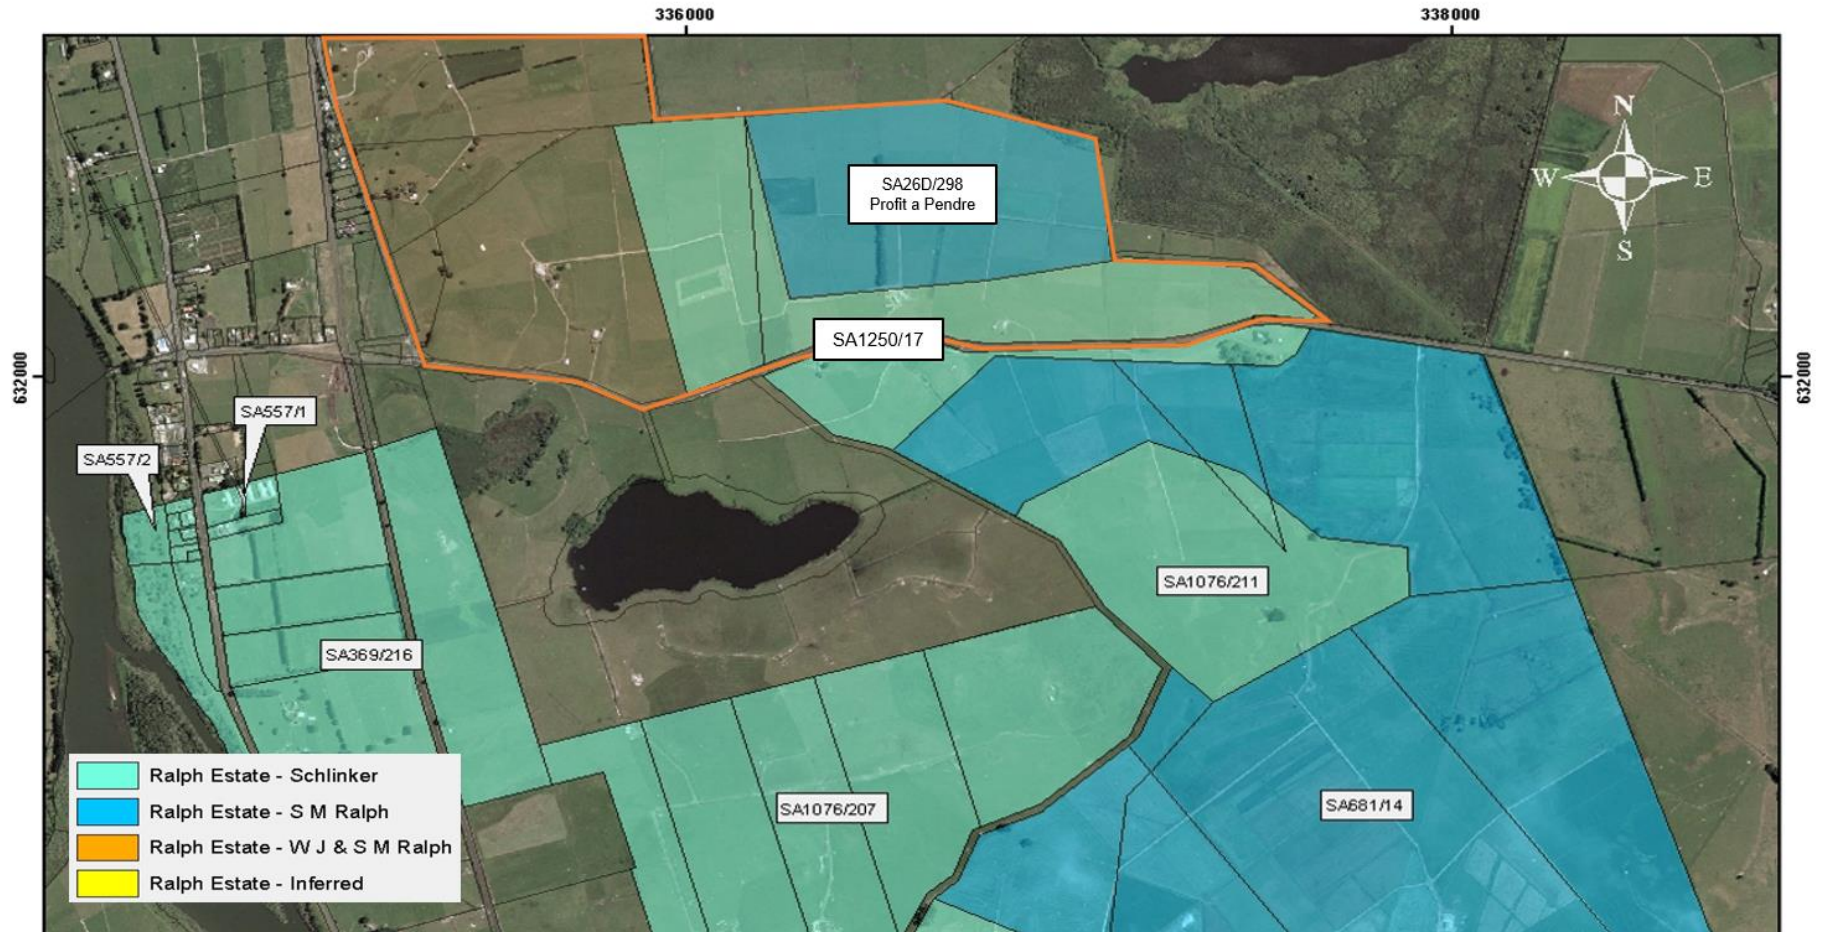 336000
338000
N
W E
S
SA26D/298
Profit a Pendre
SA1250/17
632000
632000
SA557/1
SA557/2
SA1076/211
SA369/216
SA1076/207
SA681/14
Ralph Estate - Schlinker
Ralph Estate - S M Ralph
Ralph Estate - W J & S M Ralph
Ralph Estate - Inferred